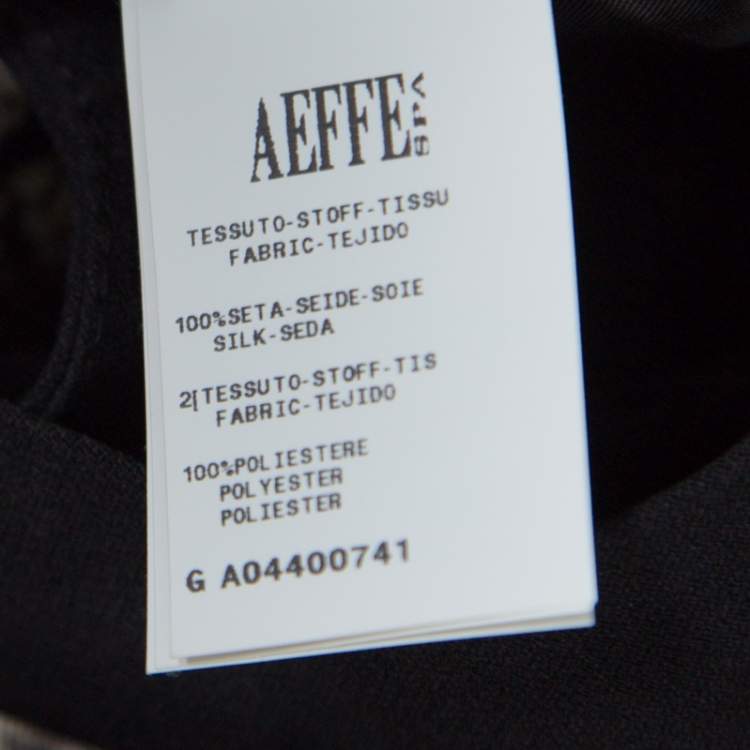 AEFFE SPA
TESSUTO-STOFF-TISSU
FABRIC-TEJIDO
100%SETA-SEIDE-SOIE
SILK-SEDA
2[TESSUTO-STOFF-TIS
FABRIC-TEJIDO
100%POLIESTERE
POLYESTER
POLIESTER
G A04400741